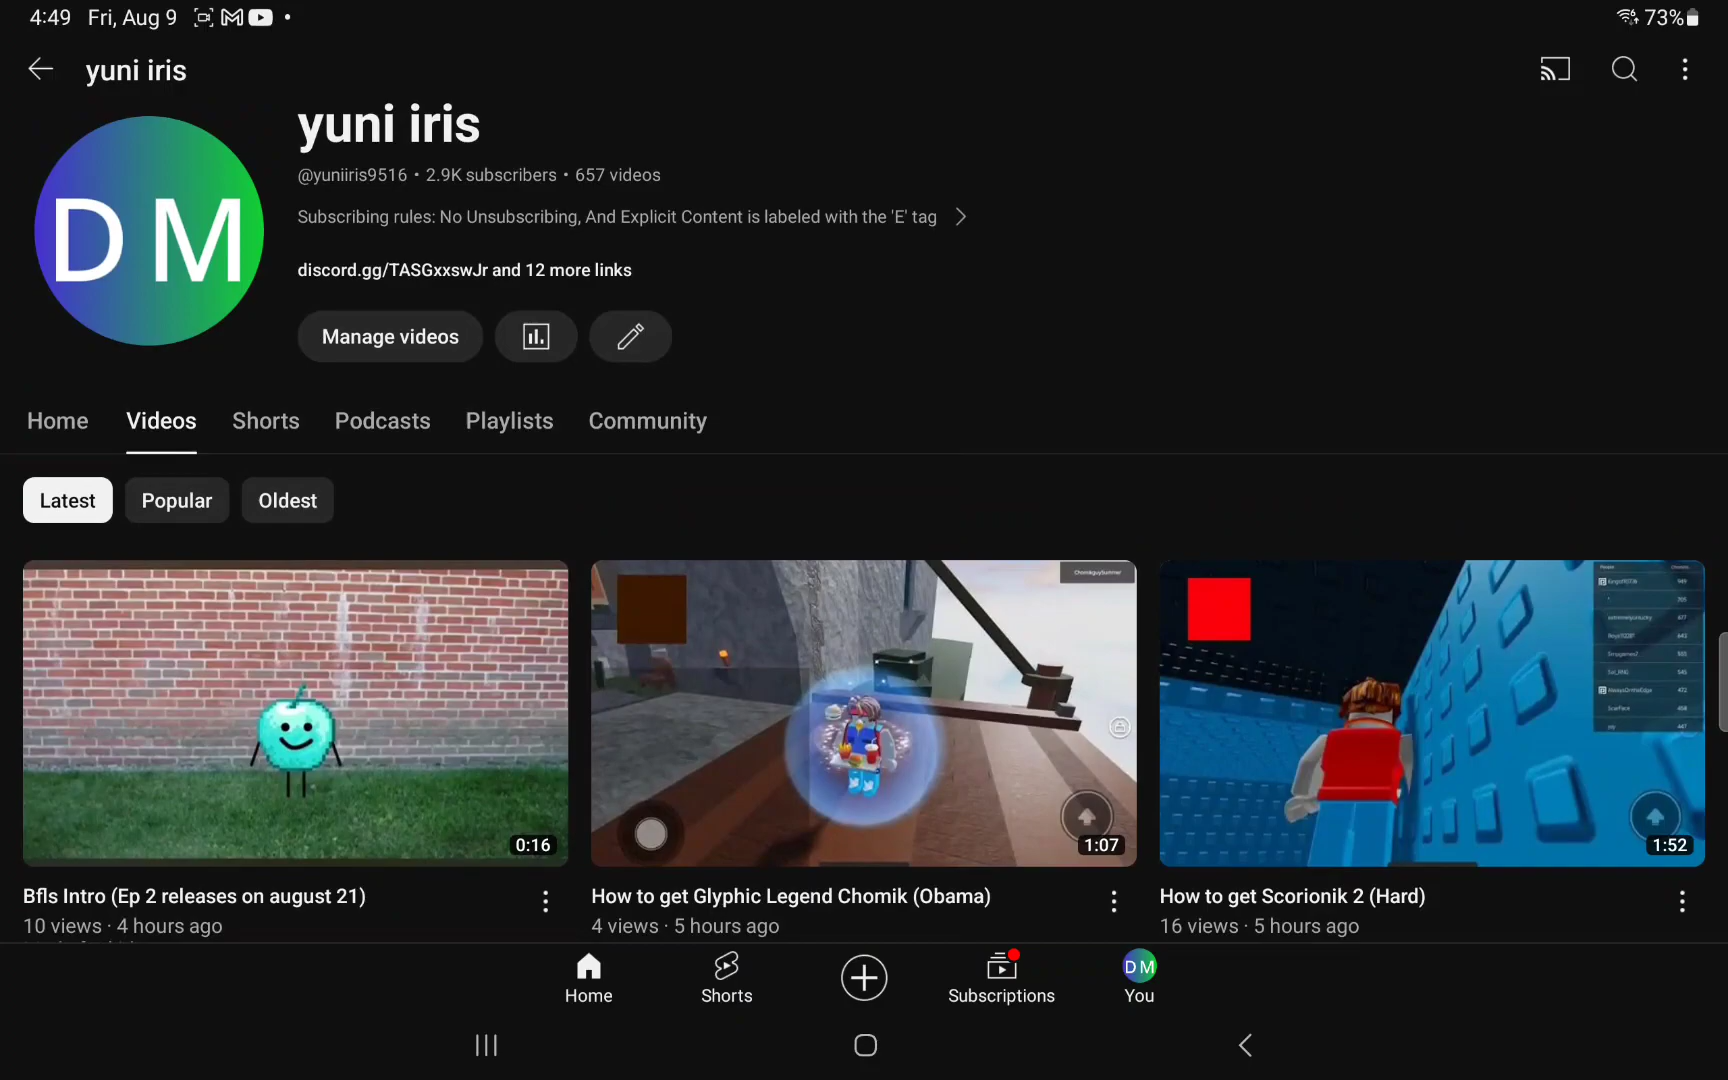 4:49 Fri, Aug 9
73%
yuni iris
yuni iris
@yuniiris9516 • 2.9K subscribers • 657 videos
Subscribing rules: No Unsubscribing, And Explicit Content is labeled with the 'E' tag
discord.gg/TASGxxswJr and 12 more links
DM
Manage videos
Home Videos Shorts Podcasts Playlists Community
Latest Popular Oldest
0:16
1:07
1:52
Bfls Intro (Ep 2 releases on august 21)
10 views · 4 hours ago
How to get Glyphic Legend Chomik (Obama)
4 views · 5 hours ago
How to get Scorionik 2 (Hard)
16 views · 5 hours ago
Home
Shorts
Subscriptions
DM
You